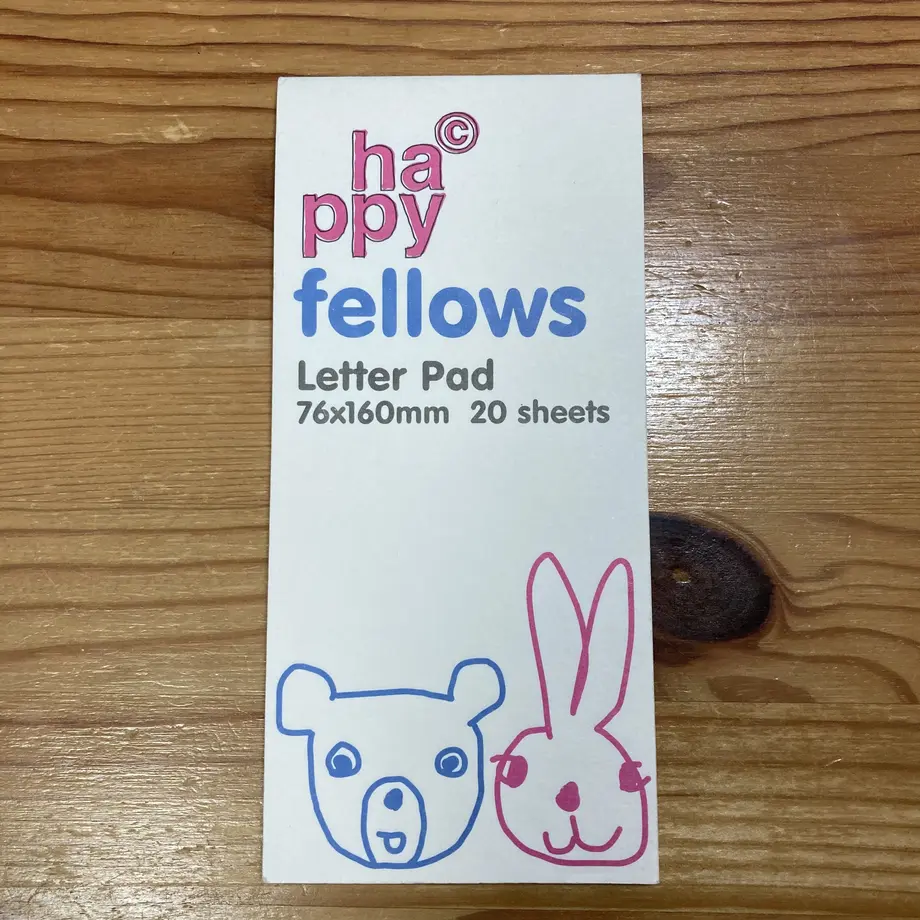 ha©
ppy
fellows
Letter Pad
76x160mm 20 sheets